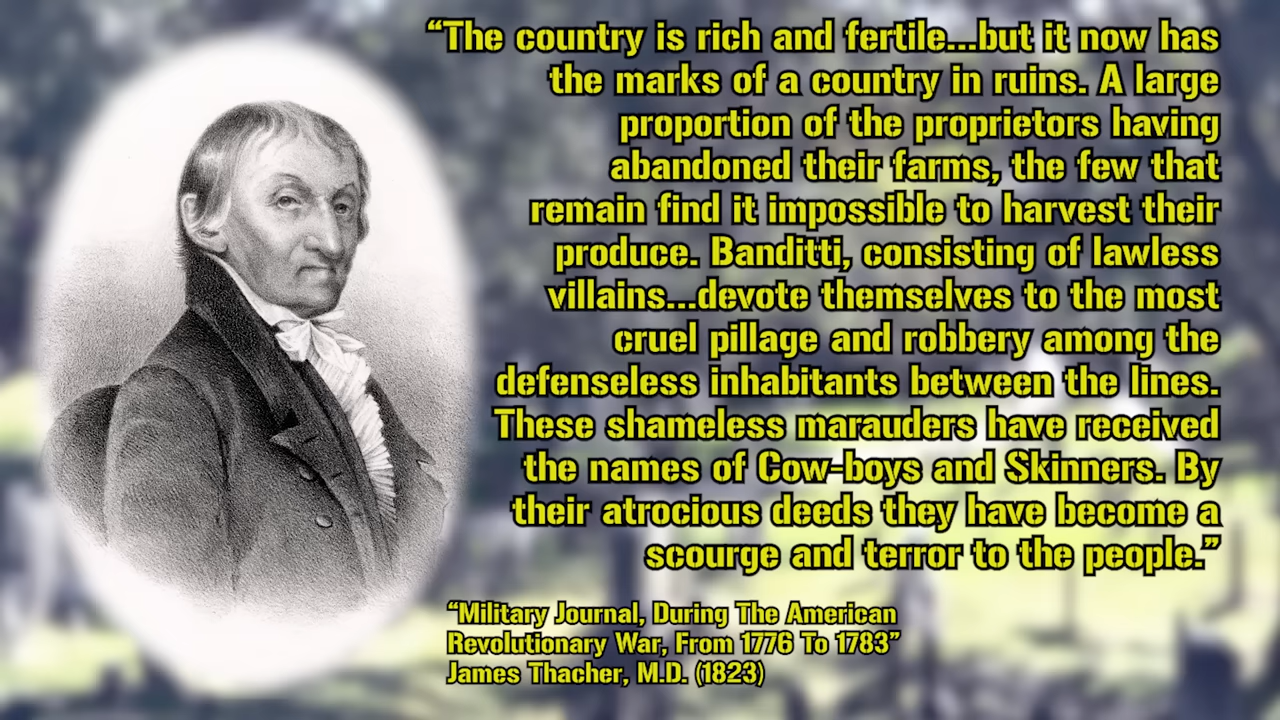 “The country is rich and fertile...but it now has
the marks of a country in ruins. A large
proportion of the proprietors having
abandoned their farms, the few that
remain find it impossible to harvest their
produce. Banditti, consisting of lawless
villains...devote themselves to the most
cruel pillage and robbery among the
defenseless inhabitants between the lines.
These shameless marauders have received
the names of Cow-boys and Skinners. By
their atrocious deeds they have become a
scourge and terror to the people.”
“Military Journal, During The American
Revolutionary War, From 1776 To 1783”
James Thacher, M.D. (1823)